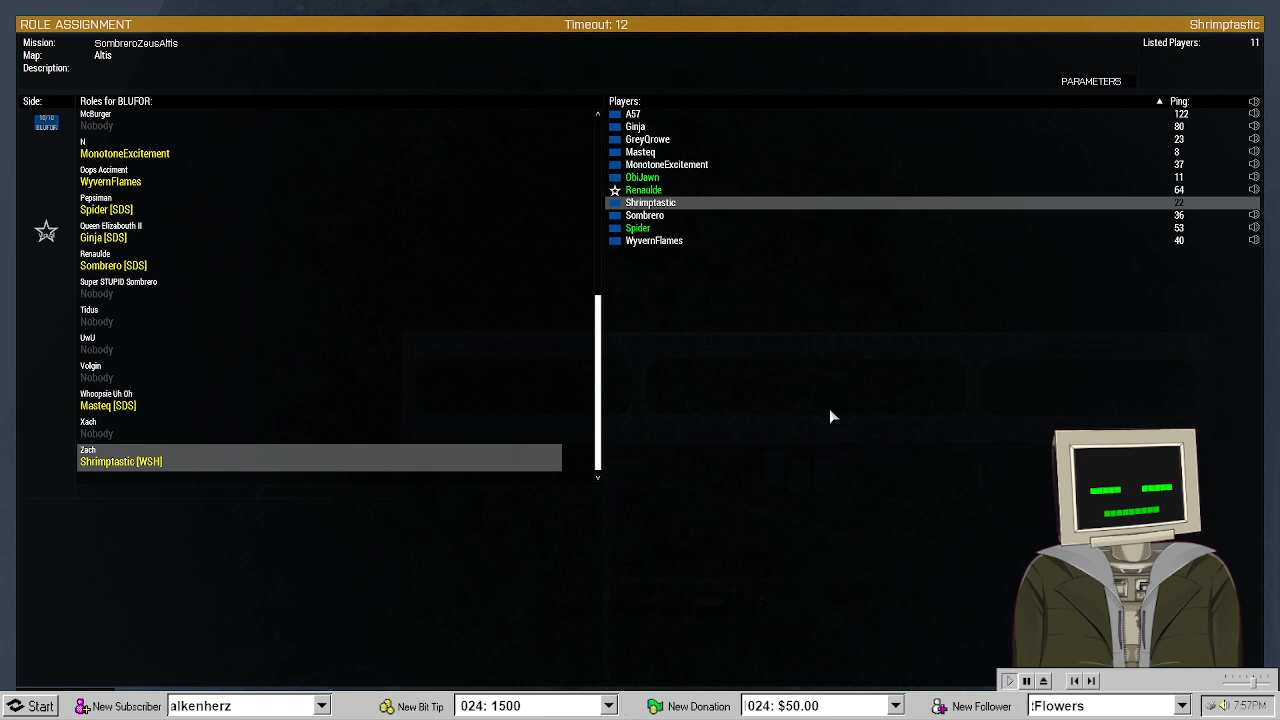 ROLE ASSIGNMENT Timeout: 12 Shrimptastic
Mission: SombreroZeusAltis Listed Players: 11
Map: Altis
Description:
PARAMETERS
Side: Roles for BLUFOR: Players: Ping:
10/10
BLUFOR
McBurger
Nobody
N
MonotoneExcitement
Oops Acciment
WyvernFlames
Pepsiman
Spider [SDS]
Queen Elizabouth II
Ginja [SDS]
Renaulde
Sombrero [SDS]
Super STUPID Sombrero
Nobody
Tidus
Nobody
UwU
Nobody
Volgin
Nobody
Whoopsie Uh Oh
Masteq [SDS]
Xach
Nobody
Zach
Shrimptastic [WSH]
A57 122
Ginja 80
GreyQrowe 23
Masteq 8
MonotoneExcitement 37
ObiJawn 11
Renaulde 64
Shrimptastic 22
Sombrero 36
Spider 53
WyvernFlames 40
Start New Subscriber alkenherz New Bit Tip 024: 1500 New Donation 024: $50.00 New Follower :Flowers 7:57PM